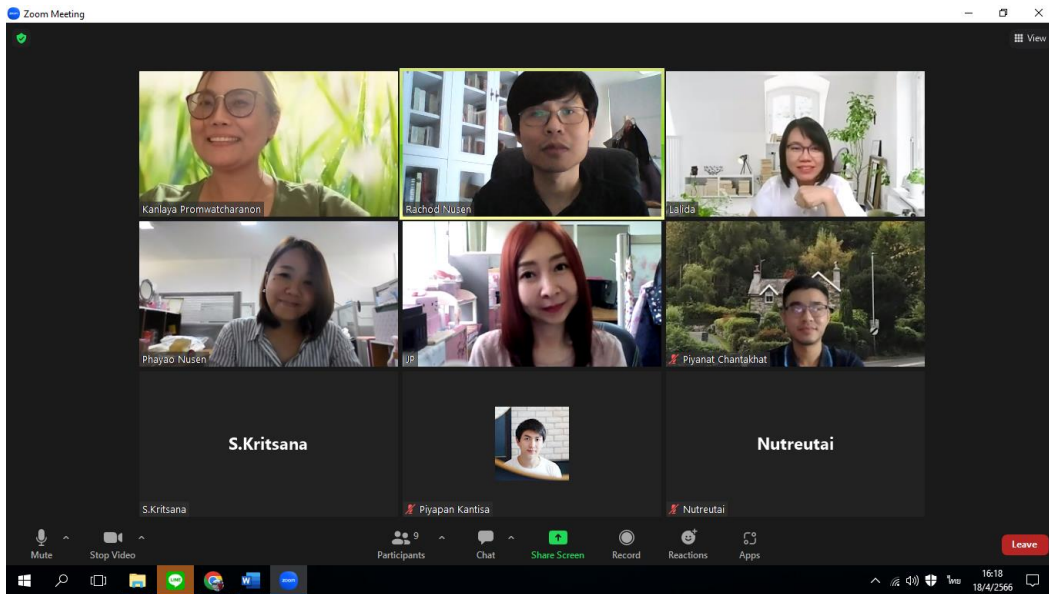 Zoom Meeting
View
Kanlaya Promwatcharanon
Rachod Nusen
Lalida
Phayao Nusen
JP
Piyanat Chantakhat
S.Kritsana
S.Kritsana
Piyapan Kantisa
Nutreutai
Nutreutai
Mute
Stop Video
9
Participants
Chat
Share Screen
Record
Reactions
Apps
Leave
LINE
W
zoom
ไทย
16:18
18/4/2566